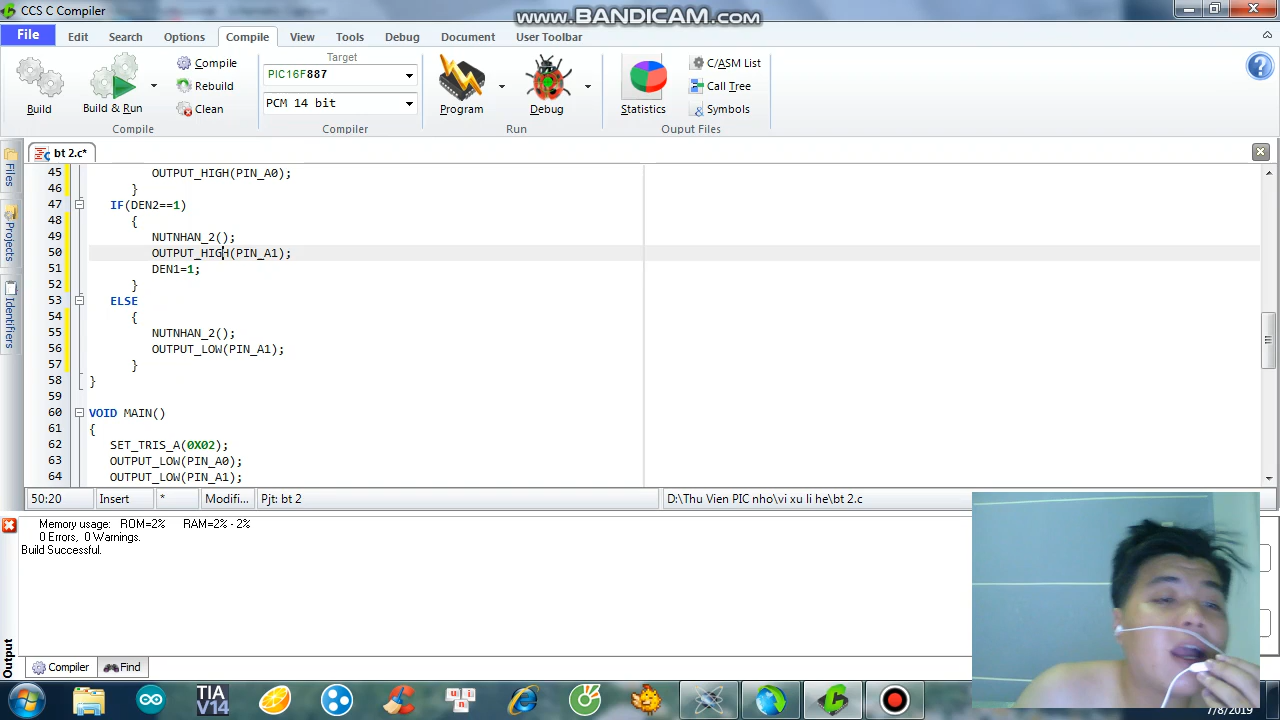 CCS C Compiler
www.BANDICAM.com
File Edit Search Options Compile View Tools Debug Document User Toolbar
Build
Build & Run
Compile
Rebuild
Clean
Compile
Target
PIC16F887
PCM 14 bit
Compiler
Program
Debug
Run
Statistics
C/ASM List
Call Tree
Symbols
Ouput Files
Files
Projects
Identifiers
bt 2.c*
45 OUTPUT_HIGH(PIN_A0);
46 }
47 IF(DEN2==1)
48 {
49 NUTNHAN_2();
50 OUTPUT_HIGH(PIN_A1);
51 DEN1=1;
52 }
53 ELSE
54 {
55 NUTNHAN_2();
56 OUTPUT_LOW(PIN_A1);
57 }
58 }
59
60 VOID MAIN()
61 {
62 SET_TRIS_A(0X02);
63 OUTPUT_LOW(PIN_A0);
64 OUTPUT_LOW(PIN_A1);
50:20 Insert * Modifi... Pjt: bt 2 D:\Thu Vien PIC nho\vi xu li he\bt 2.c
Memory usage: ROM=2% RAM=2% - 2%
0 Errors, 0 Warnings.
Build Successful.
Output
Compiler Find
TIA
V14
7/8/2019